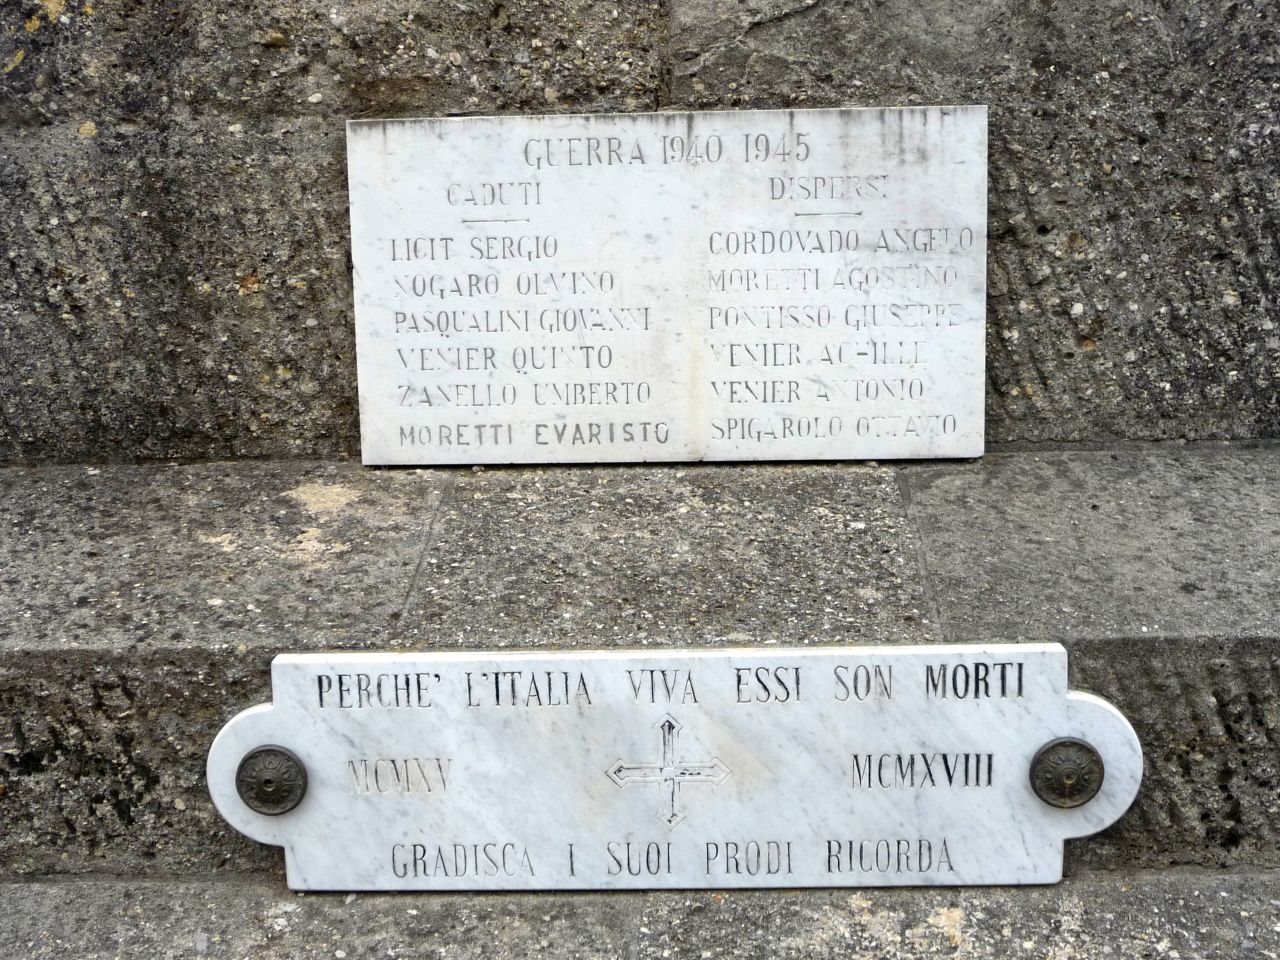 GUERRA 1940 1945
CADUTI
LICIT SERGIO
NOGARO OLVINO
PASQUALINI GIOVANNI
VENIER QUINTO
ZANELLO UMBERTO
MORETTI EVARISTO
DISPERSI
CORDOVADO ANGELO
MORETTI AGOSTINO
PONTISSO GIUSEPPE
VENIER ACHILLE
VENIER ANTONIO
SPIGAROLO OTTAVIO
PERCHE' L'ITALIA VIVA ESSI SON MORTI
MCMXV MCMXVIII
GRADISCA I SUOI PRODI RICORDA